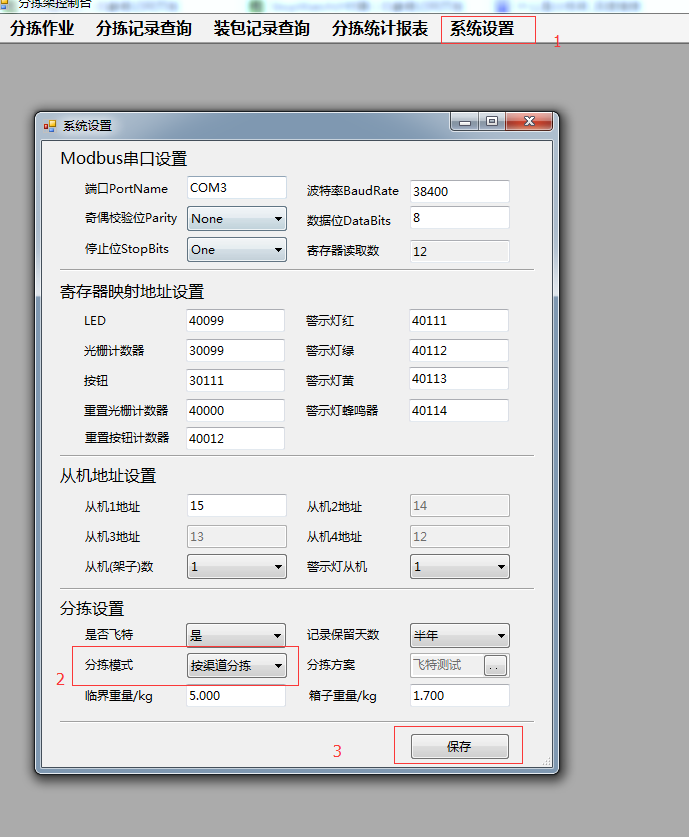 分拣架控制台
分拣作业 分拣记录查询 装包记录查询 分拣统计报表 系统设置
1
系统设置
Modbus串口设置
端口PortName COM3 波特率BaudRate 38400
奇偶校验位Parity None 数据位DataBits 8
停止位StopBits One 寄存器读取数 12
寄存器映射地址设置
LED 40099 警示灯红 40111
光栅计数器 30099 警示灯绿 40112
按钮 30111 警示灯黄 40113
重置光栅计数器 40000 警示灯蜂鸣器 40114
重置按钮计数器 40012
从机地址设置
从机1地址 15 从机2地址 14
从机3地址 13 从机4地址 12
从机(架子)数 1 警示灯从机 1
分拣设置
是否飞特 是 记录保留天数 半年
2 分拣模式 按渠道分拣 分拣方案 飞特测试 ..
临界重量/kg 5.000 箱子重量/kg 1.700
3 保存